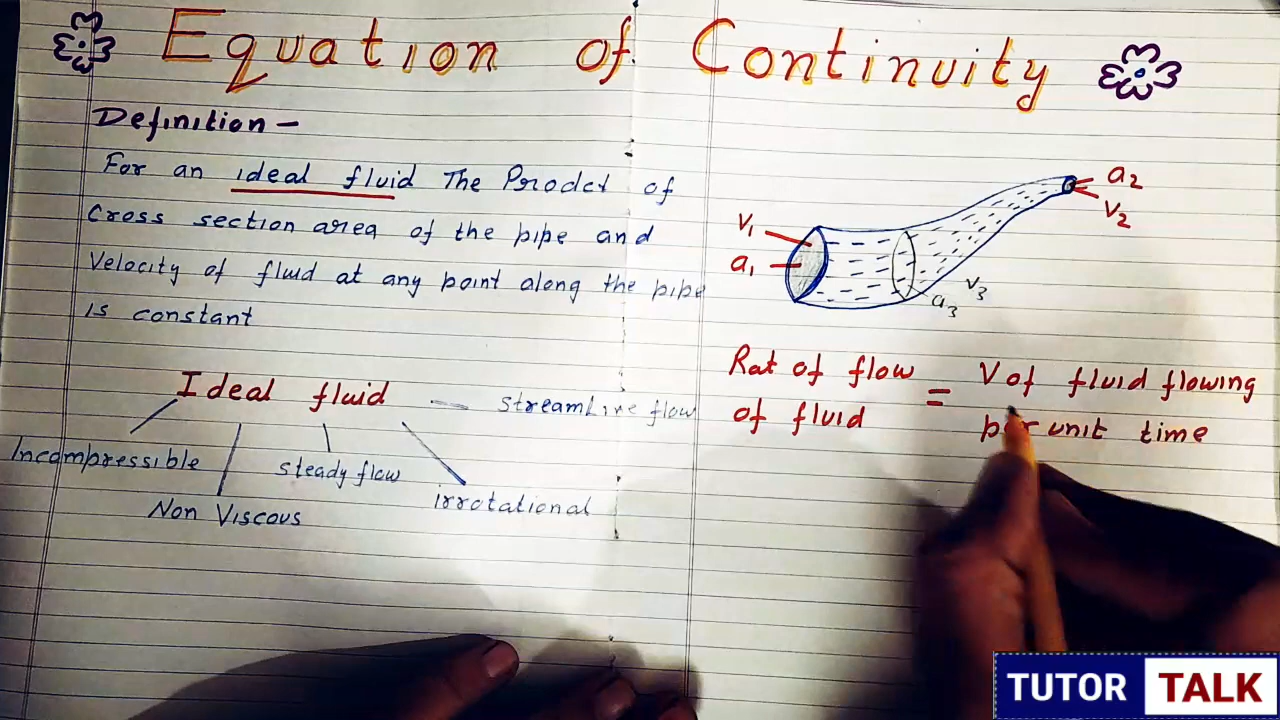 Equation of Continuity
Definition -
For an ideal fluid The Prodct of
Cross section area of the pipe and
Velocity of fluid at any point along the pipe
is constant
Ideal fluid
Streamline flow
Incompressible
steady flow
irrotational
Non Viscous
a2
V2
V1
a1
V3
a3
Rat of flow
of fluid
=
V of fluid flowing
per unit time
TUTOR TALK